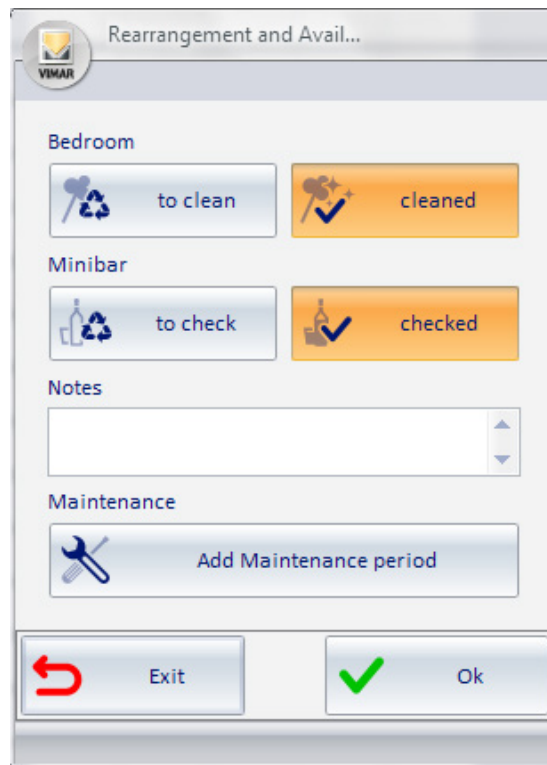 Rearrangement and Avail...
VIMAR
Bedroom
to clean
cleaned
Minibar
to check
checked
Notes
Maintenance
Add Maintenance period
Exit
Ok